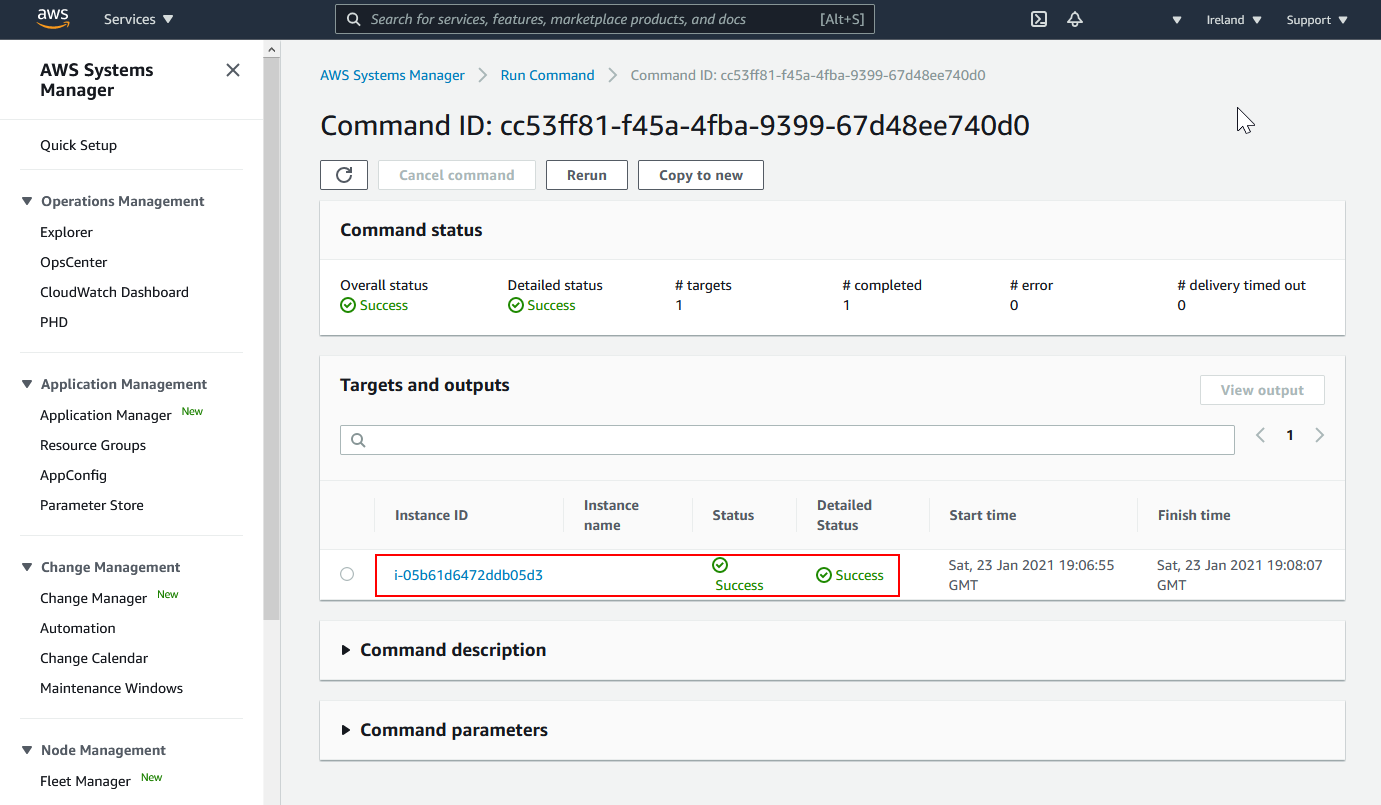 aws
Services
Search for services, features, marketplace products, and docs [Alt+S]
Ireland
Support
AWS Systems
Manager
Quick Setup
Operations Management
Explorer
OpsCenter
CloudWatch Dashboard
PHD
Application Management
Application Manager New
Resource Groups
AppConfig
Parameter Store
Change Management
Change Manager New
Automation
Change Calendar
Maintenance Windows
Node Management
Fleet Manager New
AWS Systems Manager Run Command Command ID: cc53ff81-f45a-4fba-9399-67d48ee740d0
Command ID: cc53ff81-f45a-4fba-9399-67d48ee740d0
Cancel command Rerun Copy to new
Command status
Overall status Detailed status # targets # completed # error # delivery timed out
Success Success 1 1 0 0
Targets and outputs
View output
1
Instance ID Instance name Status Detailed Status Start time Finish time
i-05b61d6472ddb05d3 Success Success Sat, 23 Jan 2021 19:06:55 GMT Sat, 23 Jan 2021 19:08:07 GMT
Command description
Command parameters